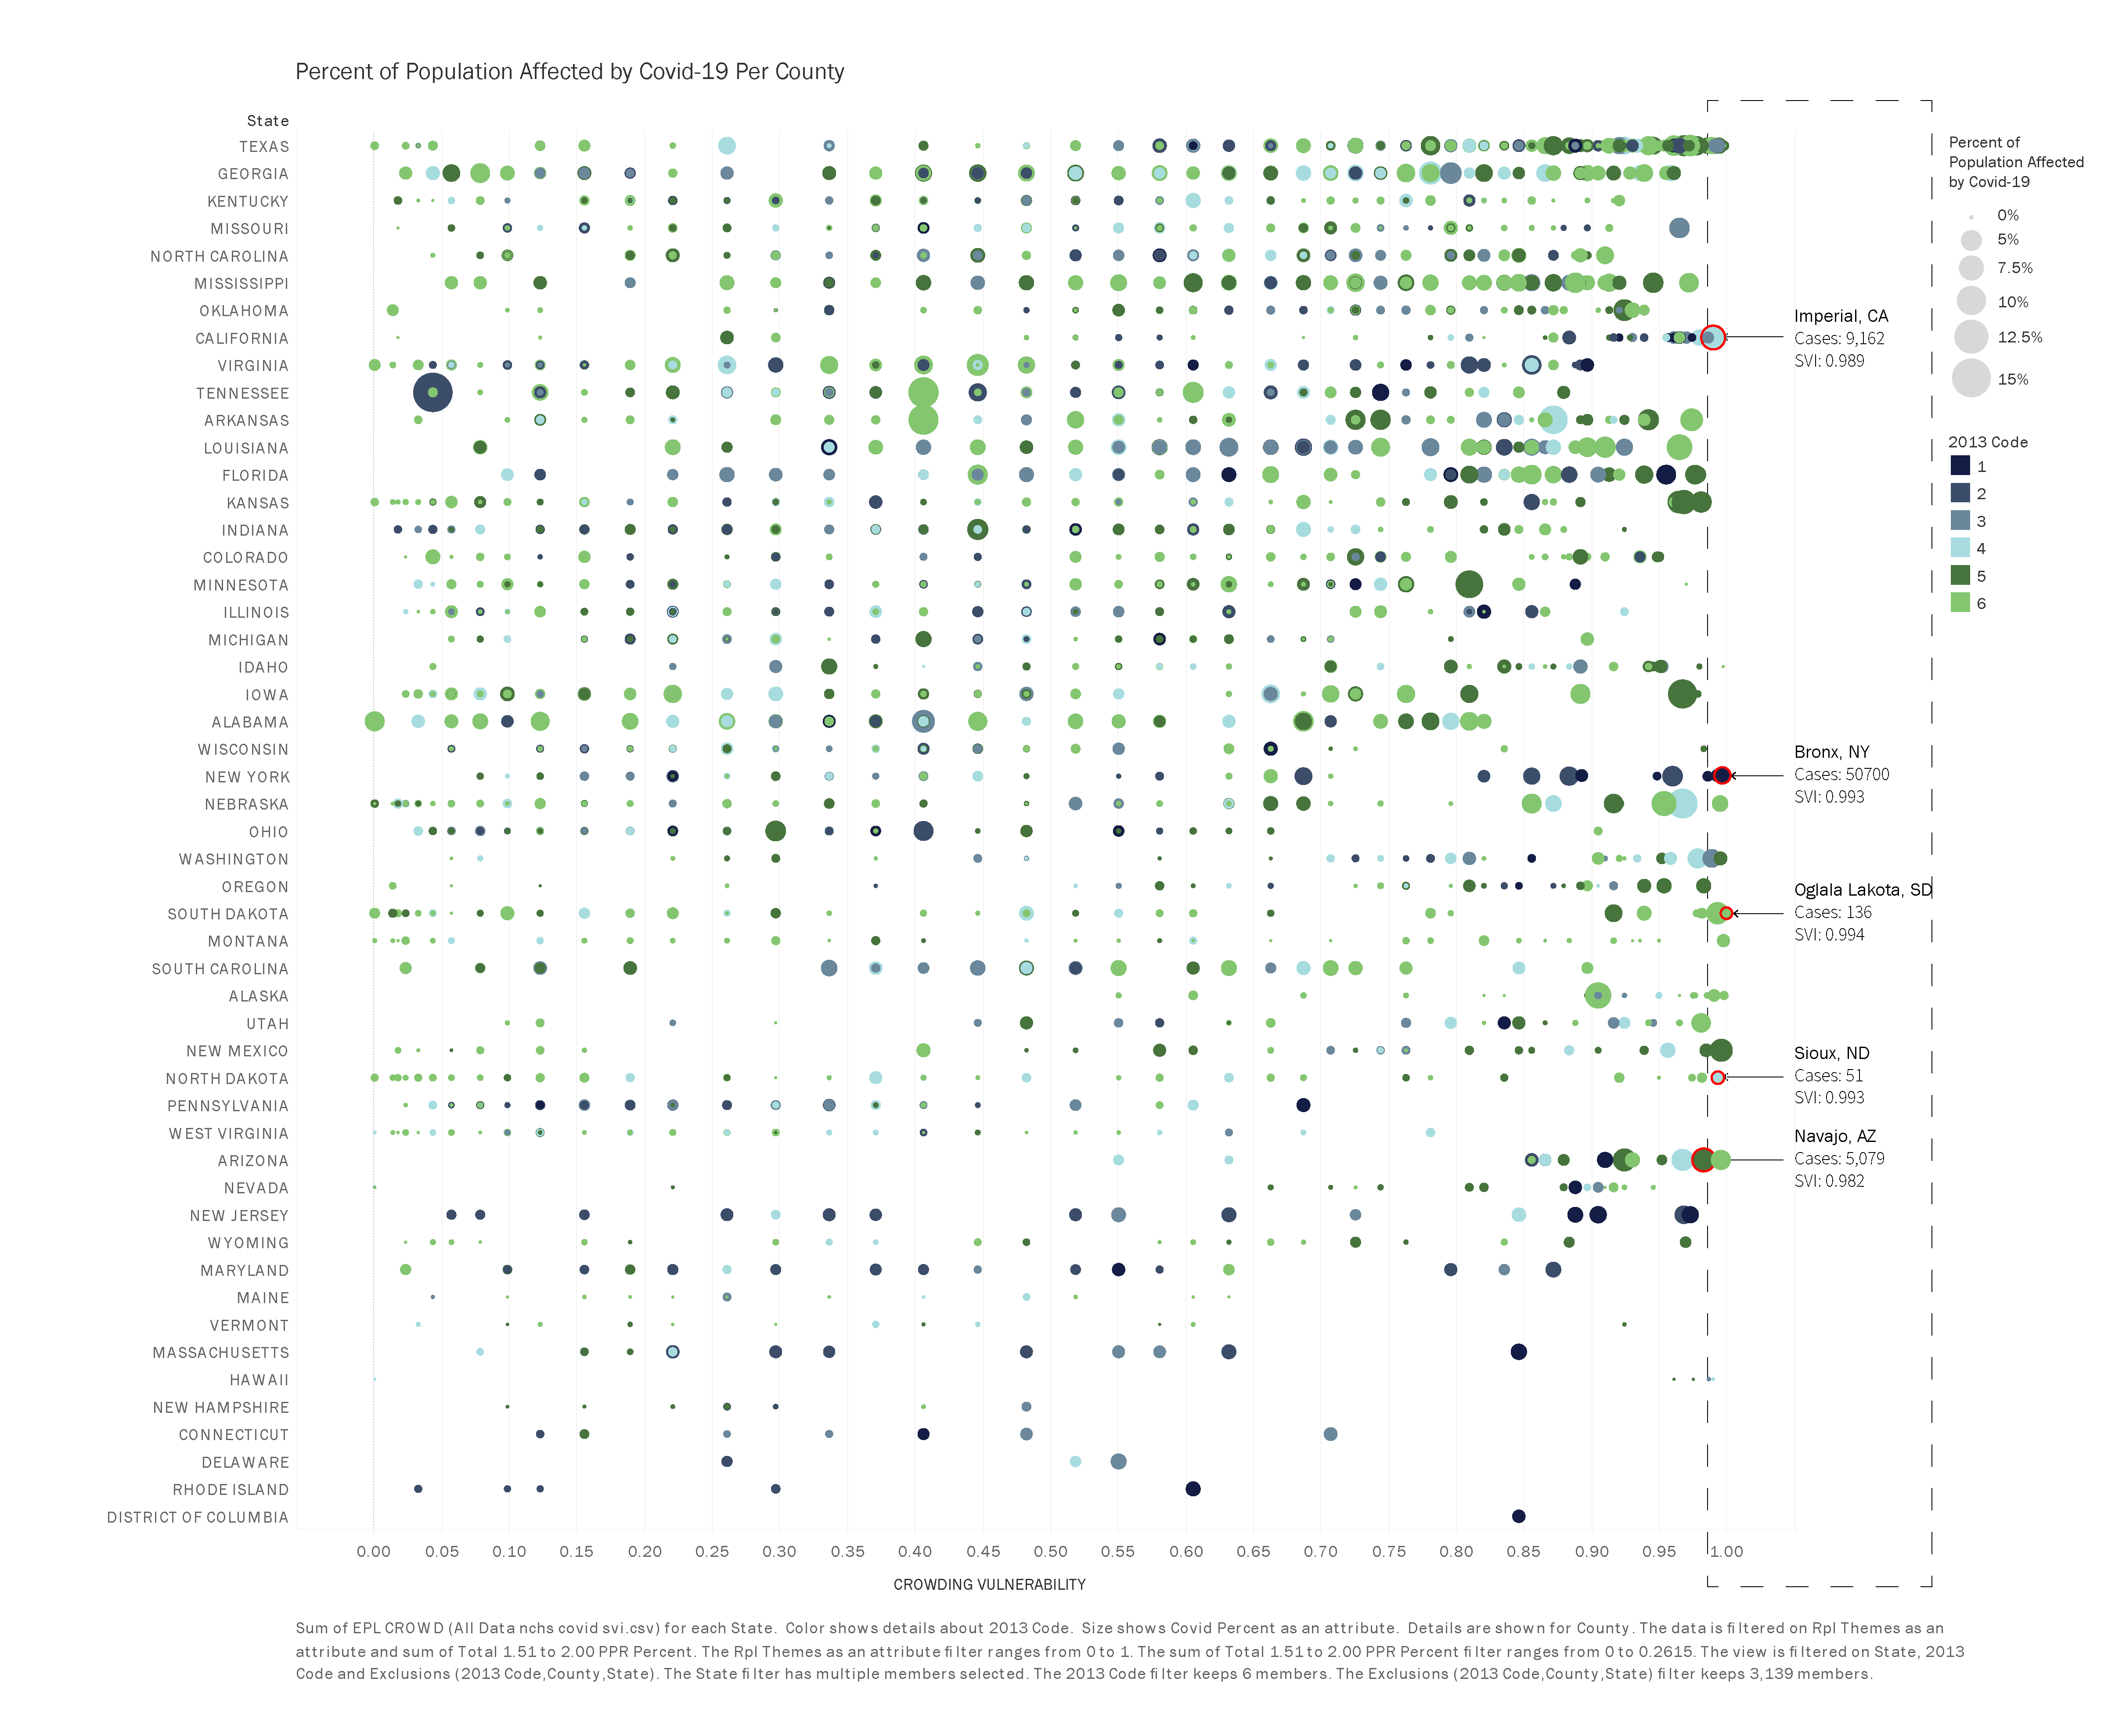 Percent of Population Affected by Covid-19 Per County
State
TEXAS
GEORGIA
KENTUCKY
MISSOURI
NORTH CAROLINA
MISSISSIPPI
OKLAHOMA
CALIFORNIA
VIRGINIA
TENNESSEE
ARKANSAS
LOUISIANA
FLORIDA
KANSAS
INDIANA
COLORADO
MINNESOTA
ILLINOIS
MICHIGAN
IDAHO
IOWA
ALABAMA
WISCONSIN
NEW YORK
NEBRASKA
OHIO
WASHINGTON
OREGON
SOUTH DAKOTA
MONTANA
SOUTH CAROLINA
ALASKA
UTAH
NEW MEXICO
NORTH DAKOTA
PENNSYLVANIA
WEST VIRGINIA
ARIZONA
NEVADA
NEW JERSEY
WYOMING
MARYLAND
MAINE
VERMONT
MASSACHUSETTS
HAWAII
NEW HAMPSHIRE
CONNECTICUT
DELAWARE
RHODE ISLAND
DISTRICT OF COLUMBIA
0.00 0.05 0.10 0.15 0.20 0.25 0.30 0.35 0.40 0.45 0.50 0.55 0.60 0.65 0.70 0.75 0.80 0.85 0.90 0.95 1.00
CROWDING VULNERABILITY
Imperial, CA
Cases: 9,162
SVI: 0.989
Bronx, NY
Cases: 50700
SVI: 0.993
Oglala Lakota, SD
Cases: 136
SVI: 0.994
Sioux, ND
Cases: 51
SVI: 0.993
Navajo, AZ
Cases: 5,079
SVI: 0.982
Percent of
Population Affected
by Covid-19
0%
5%
7.5%
10%
12.5%
15%
2013 Code
1
2
3
4
5
6
Sum of EPL CROWD (All Data nchs covid svi.csv) for each State. Color shows details about 2013 Code. Size shows Covid Percent as an attribute. Details are shown for County. The data is filtered on Rpl Themes as an
attribute and sum of Total 1.51 to 2.00 PPR Percent. The Rpl Themes as an attribute filter ranges from 0 to 1. The sum of Total 1.51 to 2.00 PPR Percent filter ranges from 0 to 0.2615. The view is filtered on State, 2013
Code and Exclusions (2013 Code,County,State). The State filter has multiple members selected. The 2013 Code filter keeps 6 members. The Exclusions (2013 Code,County,State) filter keeps 3,139 members.